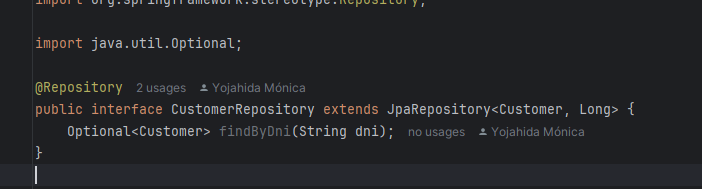 import org.springframework.stereotype.Repository;
import java.util.Optional;
@Repository 2 usages Yojahida Mónica
public interface CustomerRepository extends JpaRepository<Customer, Long> {
Optional<Customer> findByDni(String dni); no usages Yojahida Mónica
}